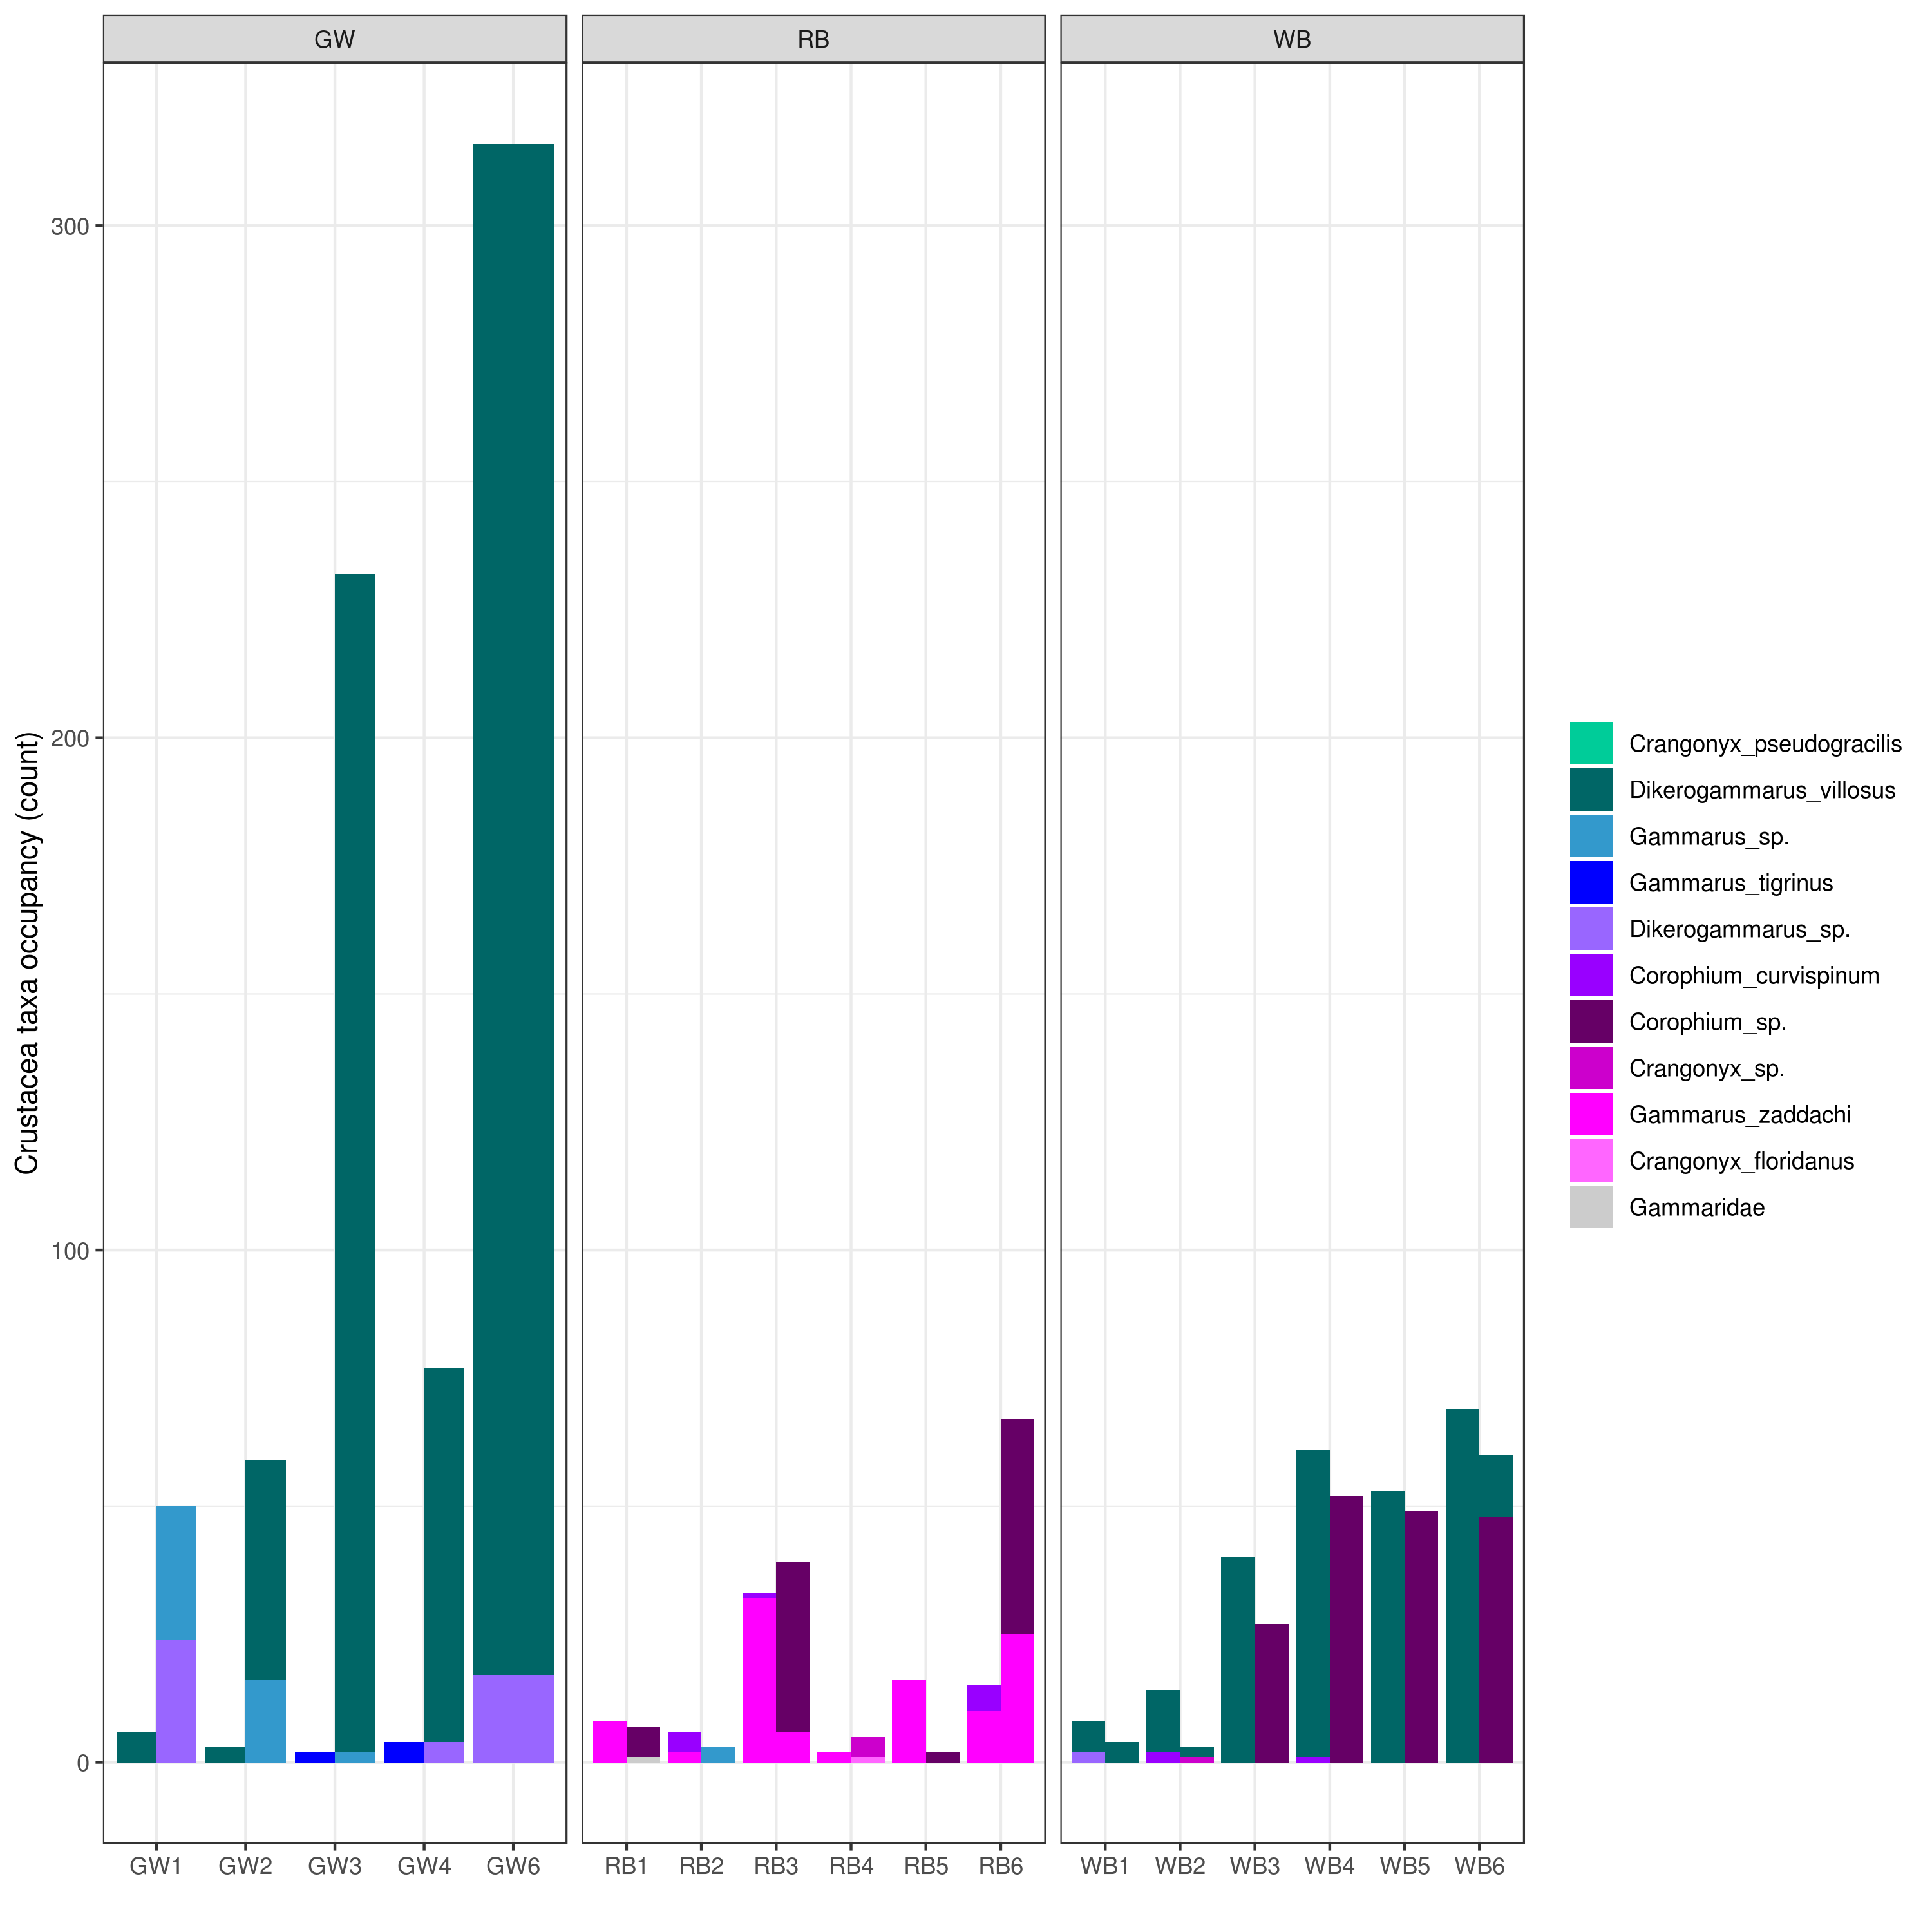 GW
RB
WB
Crustacea taxa occupancy (count)
300
200
100
0
GW1 GW2 GW3 GW4 GW6
RB1 RB2 RB3 RB4 RB5 RB6
WB1 WB2 WB3 WB4 WB5 WB6
Crangonyx_pseudogracilis
Dikerogammarus_villosus
Gammarus_sp.
Gammarus_tigrinus
Dikerogammarus_sp.
Corophium_curvispinum
Corophium_sp.
Crangonyx_sp.
Gammarus_zaddachi
Crangonyx_floridanus
Gammaridae